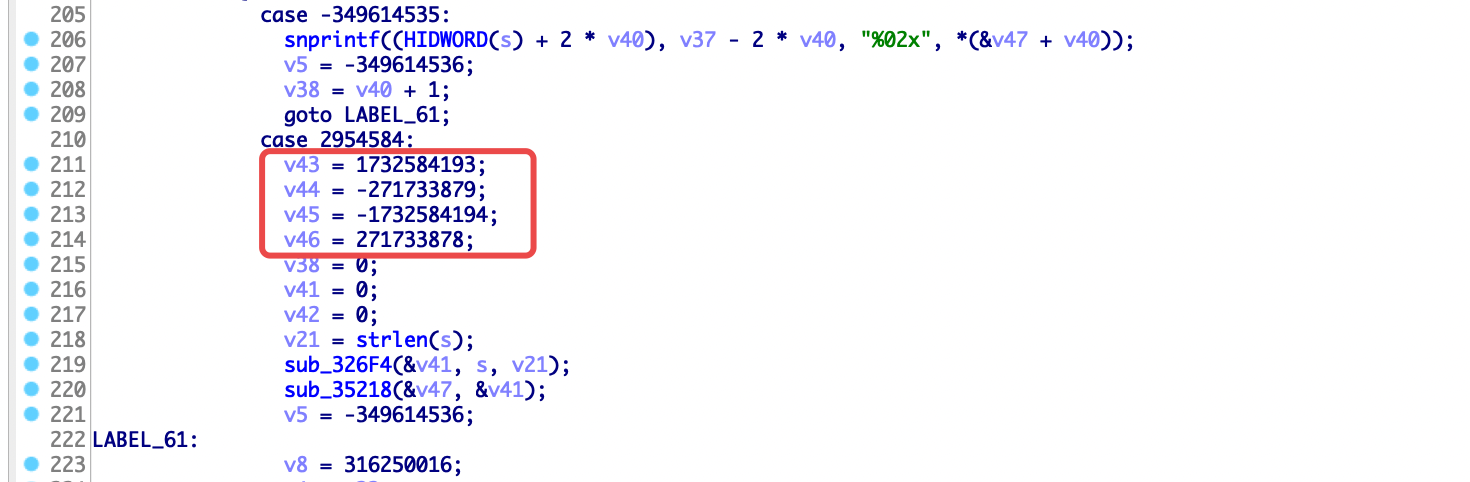 205 case -349614535:
206 snprintf((HIDWORD(s) + 2 * v40), v37 - 2 * v40, "%02x", *(&v47 + v40));
207 v5 = -349614536;
208 v38 = v40 + 1;
209 goto LABEL_61;
210 case 2954584:
211 v43 = 1732584193;
212 v44 = -271733879;
213 v45 = -1732584194;
214 v46 = 271733878;
215 v38 = 0;
216 v41 = 0;
217 v42 = 0;
218 v21 = strlen(s);
219 sub_326F4(&v41, s, v21);
220 sub_35218(&v47, &v41);
221 v5 = -349614536;
222 LABEL_61:
223 v8 = 316250016;